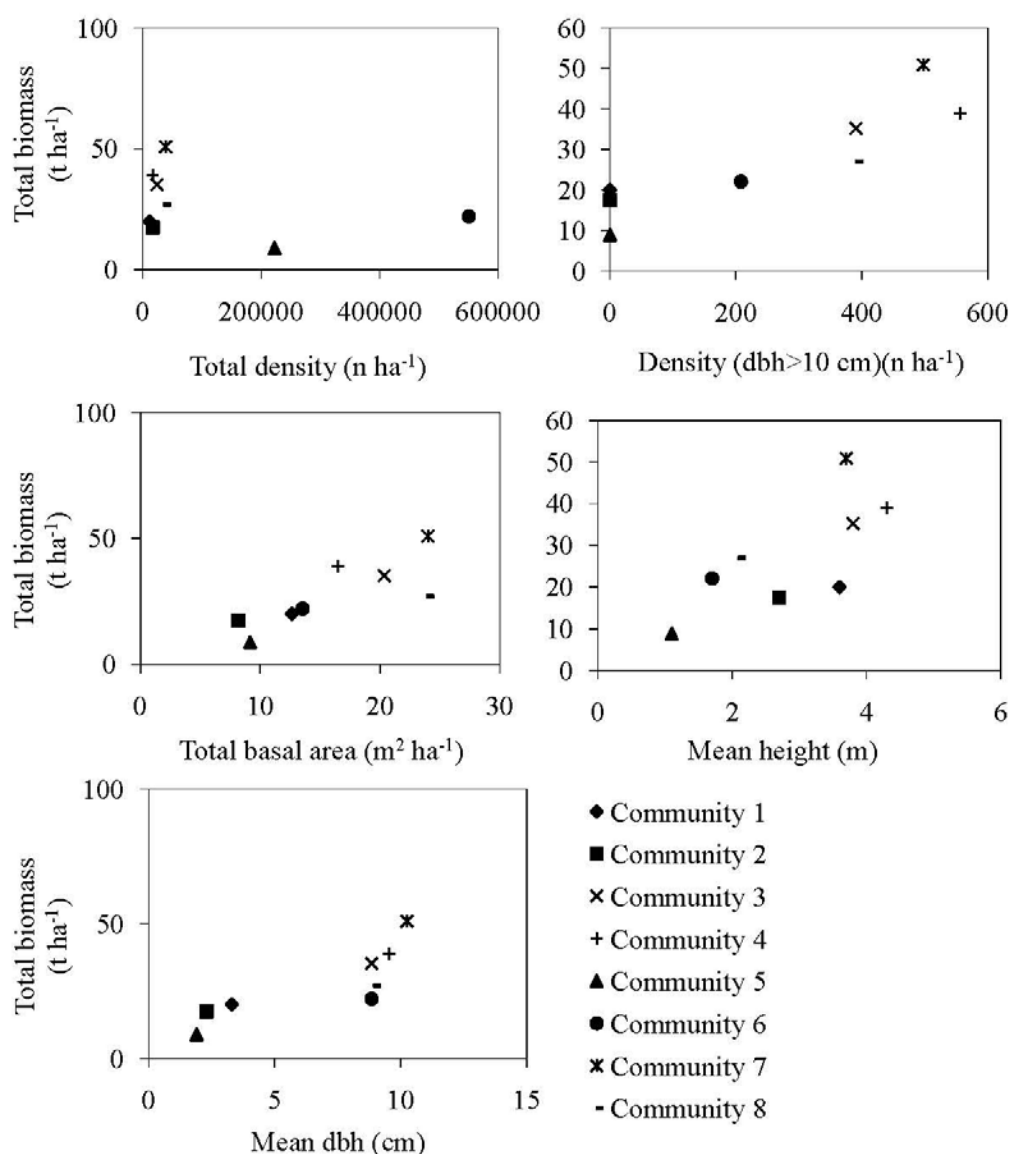 Total biomass
(t ha-1)
100
50
0
0 200000 400000 600000
Total density (n ha-1)
60
50
40
30
20
10
0
0 200 400 600
Density (dbh>10 cm)(n ha-1)
Total biomass
(t ha-1)
100
50
0
0 10 20 30
Total basal area (m2 ha-1)
60
50
40
30
20
10
0
0 2 4 6
Mean height (m)
Total biomass
(t ha-1)
100
50
0
0 5 10 15
Mean dbh (cm)
Community 1
Community 2
Community 3
Community 4
Community 5
Community 6
Community 7
Community 8